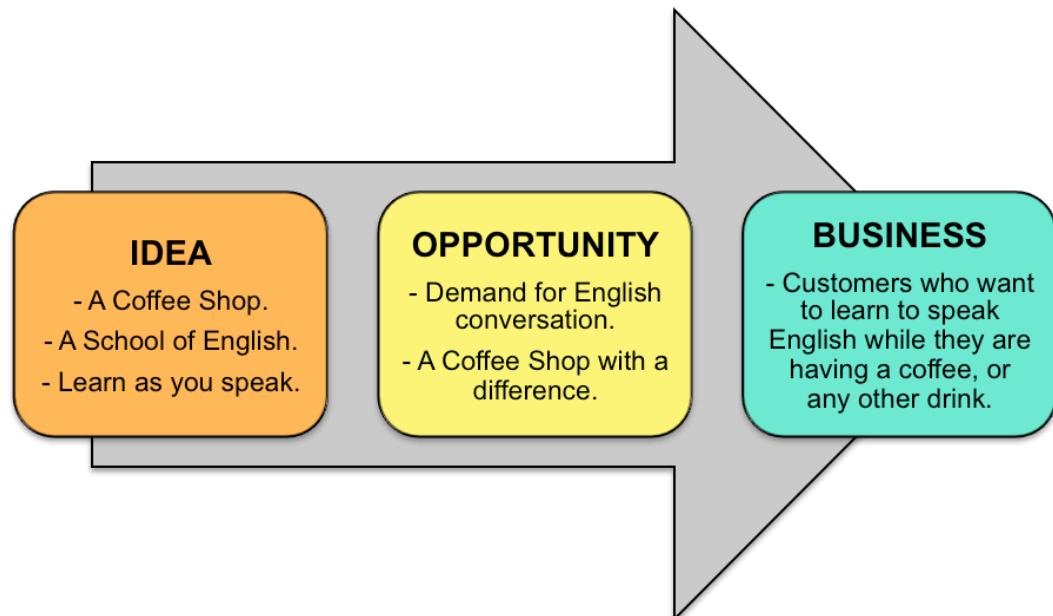 IDEA
- A Coffee Shop.
- A School of English.
- Learn as you speak.
OPPORTUNITY
- Demand for English
conversation.
- A Coffee Shop with a
difference.
BUSINESS
- Customers who want
to learn to speak
English while they are
having a coffee, or
any other drink.